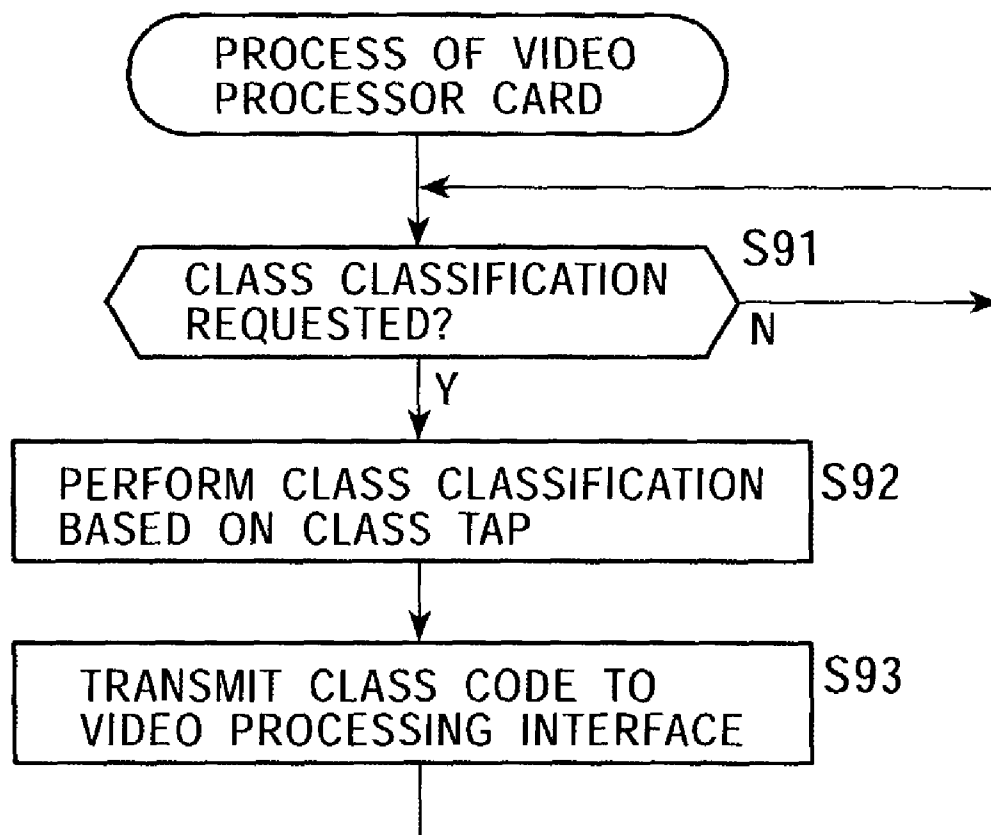 PROCESS OF VIDEO
PROCESSOR CARD
S91
CLASS CLASSIFICATION
REQUESTED?
N
Y
PERFORM CLASS CLASSIFICATION
BASED ON CLASS TAP
S92
TRANSMIT CLASS CODE TO
VIDEO PROCESSING INTERFACE
S93